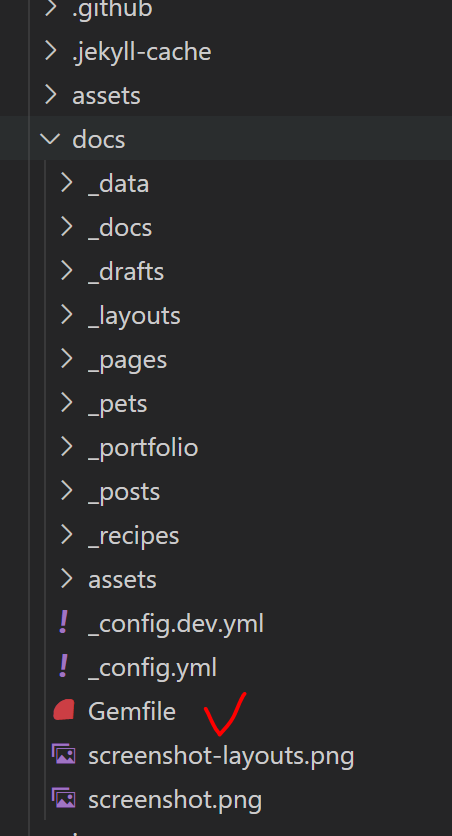 .github
.jekyll-cache
assets
docs
_data
_docs
_drafts
_layouts
_pages
_pets
_portfolio
_posts
_recipes
assets
_config.dev.yml
_config.yml
Gemfile
screenshot-layouts.png
screenshot.png